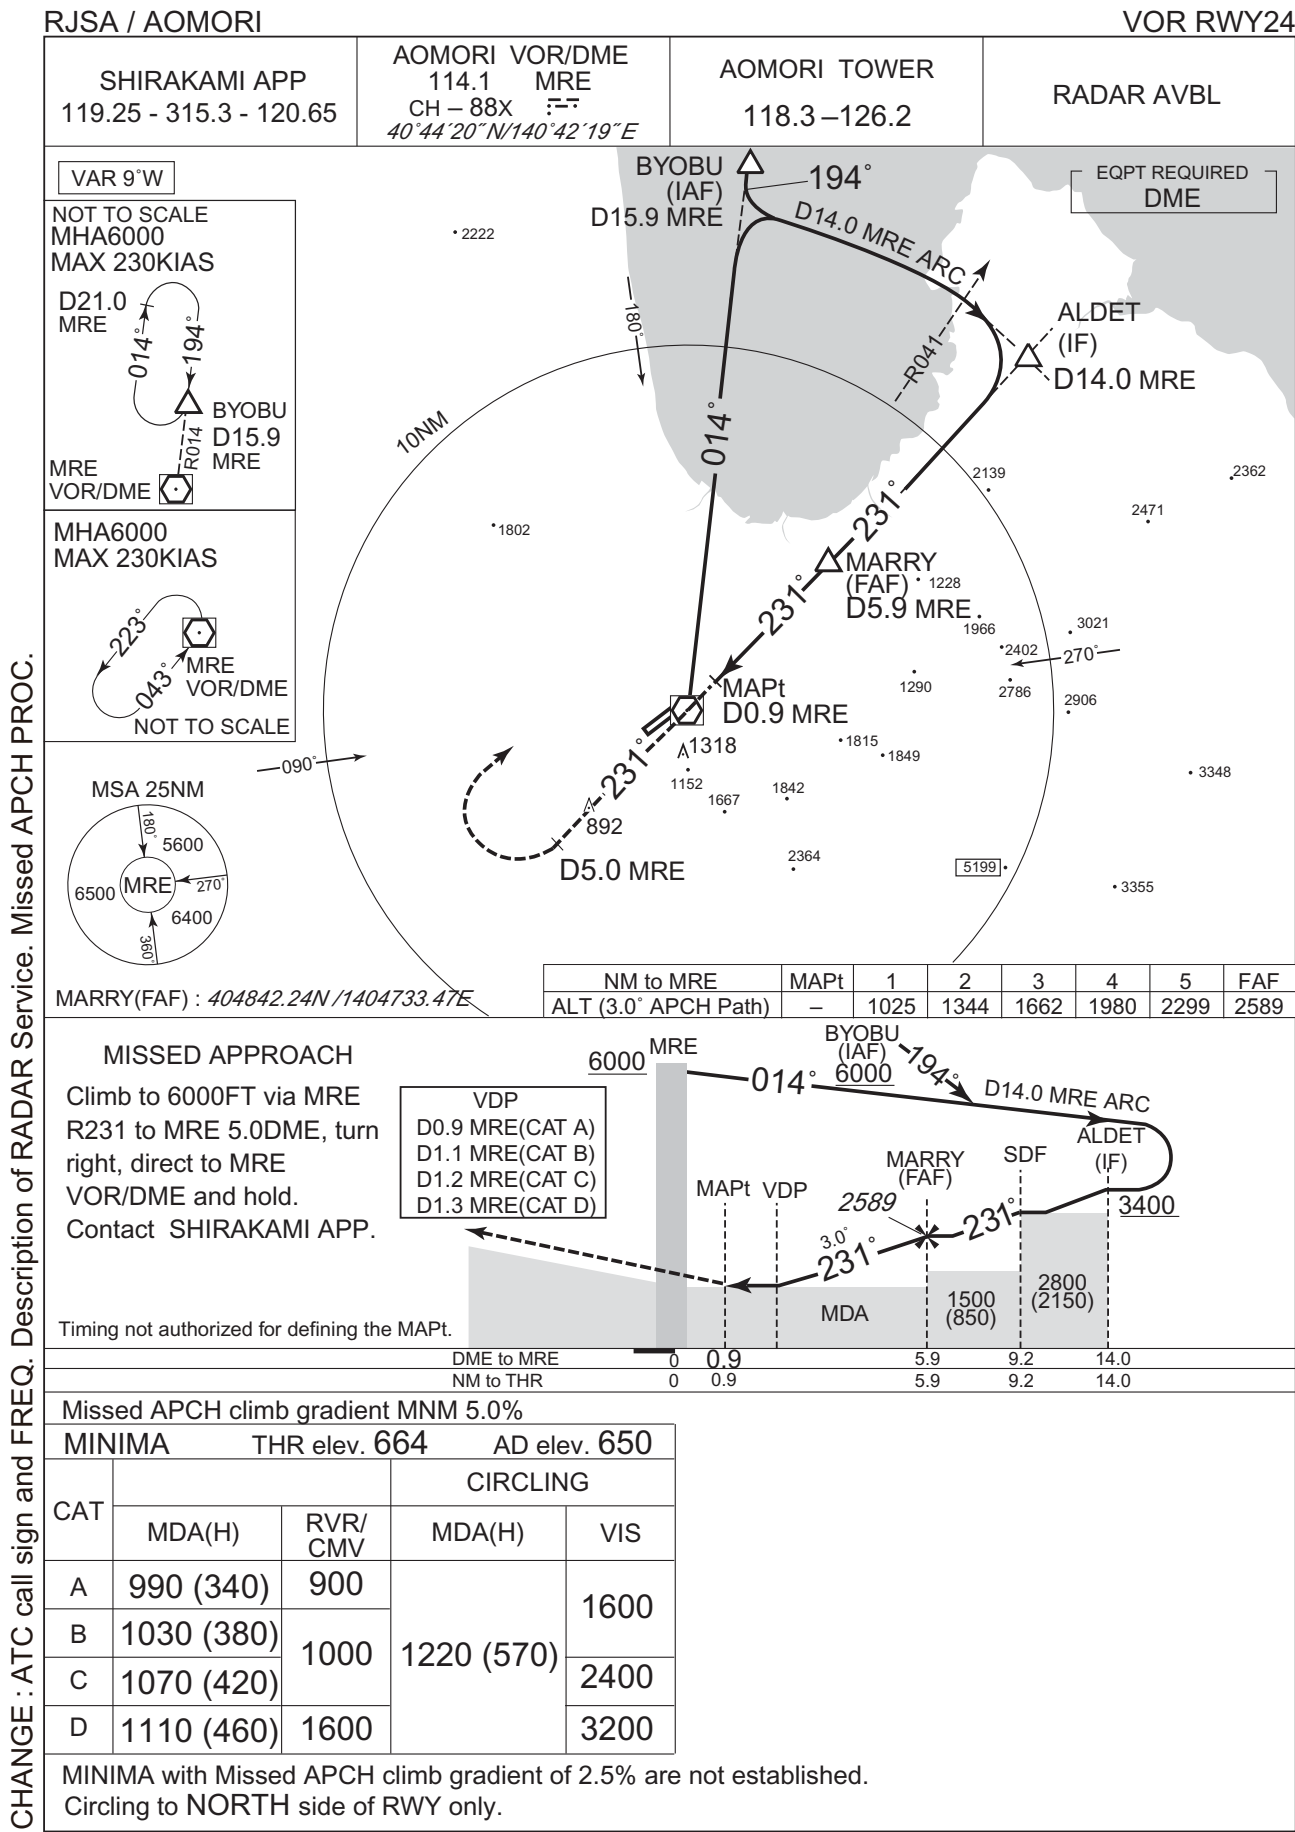 RJSA / AOMORI
VOR RWY24
SHIRAKAMI APP
119.25 - 315.3 - 120.65
AOMORI VOR/DME
114.1 MRE
CH – 88X
40˚44´20˝N/140˚42´19˝E
AOMORI TOWER
118.3 –126.2
RADAR AVBL
VAR 9˚W
NOT TO SCALE
MHA6000
MAX 230KIAS
D21.0
MRE
014˚
194˚
BYOBU
D15.9
MRE
R014
MRE
VOR/DME
MHA6000
MAX 230KIAS
223˚
043˚
MRE
VOR/DME
NOT TO SCALE
090˚
MSA 25NM
180˚
5600
6500
MRE
270˚
6400
360˚
MARRY(FAF) : 404842.24N /1404733.47E
BYOBU
(IAF)
D15.9 MRE
194˚
D14.0 MRE ARC
EQPT REQUIRED
DME
2222
180˚
R041
ALDET
(IF)
D14.0 MRE
10NM
014˚
231˚
2139
2362
2471
1802
MARRY
(FAF)
D5.9 MRE
1228
231˚
1966
3021
2402
270˚
1290
2786
2906
MAPt
D0.9 MRE
1318
1815
1849
231˚
1152
1667
1842
3348
892
D5.0 MRE
2364
5199
3355
NM to MRE MAPt 1 2 3 4 5 FAF
ALT (3.0˚ APCH Path) – 1025 1344 1662 1980 2299 2589
MISSED APPROACH
Climb to 6000FT via MRE
R231 to MRE 5.0DME, turn
right, direct to MRE
VOR/DME and hold.
Contact SHIRAKAMI APP.
Timing not authorized for defining the MAPt.
VDP
D0.9 MRE(CAT A)
D1.1 MRE(CAT B)
D1.2 MRE(CAT C)
D1.3 MRE(CAT D)
6000
MRE
014˚
BYOBU
(IAF)
6000
194˚
D14.0 MRE ARC
ALDET
(IF)
SDF
MARRY
(FAF)
MAPt
VDP
2589
3400
3.0˚
231˚
231˚
MDA
1500
(850)
2800
(2150)
DME to MRE 0 0.9 5.9 9.2 14.0
NM to THR 0 0.9 5.9 9.2 14.0
Missed APCH climb gradient MNM 5.0%
MINIMA THR elev. 664 AD elev. 650
CAT
CIRCLING
MDA(H)
RVR/
CMV
MDA(H)
VIS
A 990 (340) 900
1600
B 1030 (380)
1000
1220 (570)
C 1070 (420)
2400
D 1110 (460) 1600
3200
MINIMA with Missed APCH climb gradient of 2.5% are not established.
Circling to NORTH side of RWY only.
CHANGE : ATC call sign and FREQ. Description of RADAR Service. Missed APCH PROC.